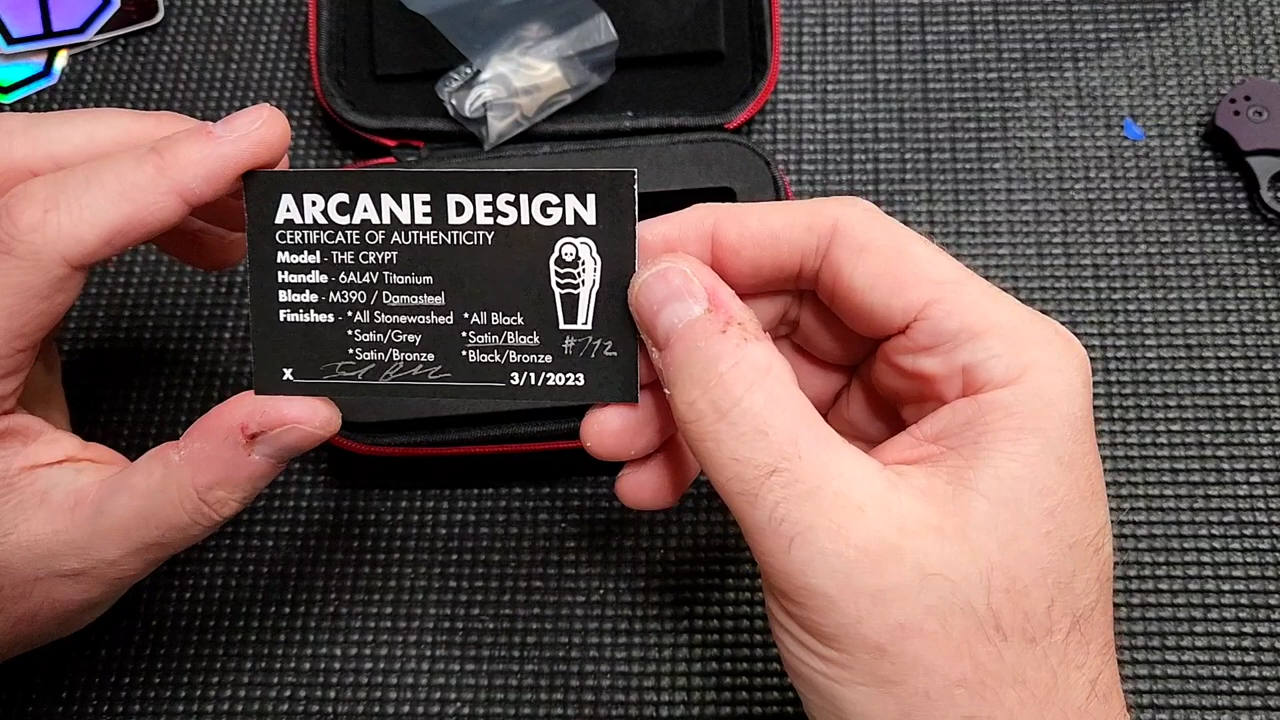 ARCANE DESIGN
CERTIFICATE OF AUTHENTICITY
Model - THE CRYPT
Handle - 6AL4V Titanium
Blade - M390 / Damasteel
Finishes - *All Stonewashed *All Black
*Satin/Grey *Satin/Black
*Satin/Bronze *Black/Bronze
#712
X 3/1/2023